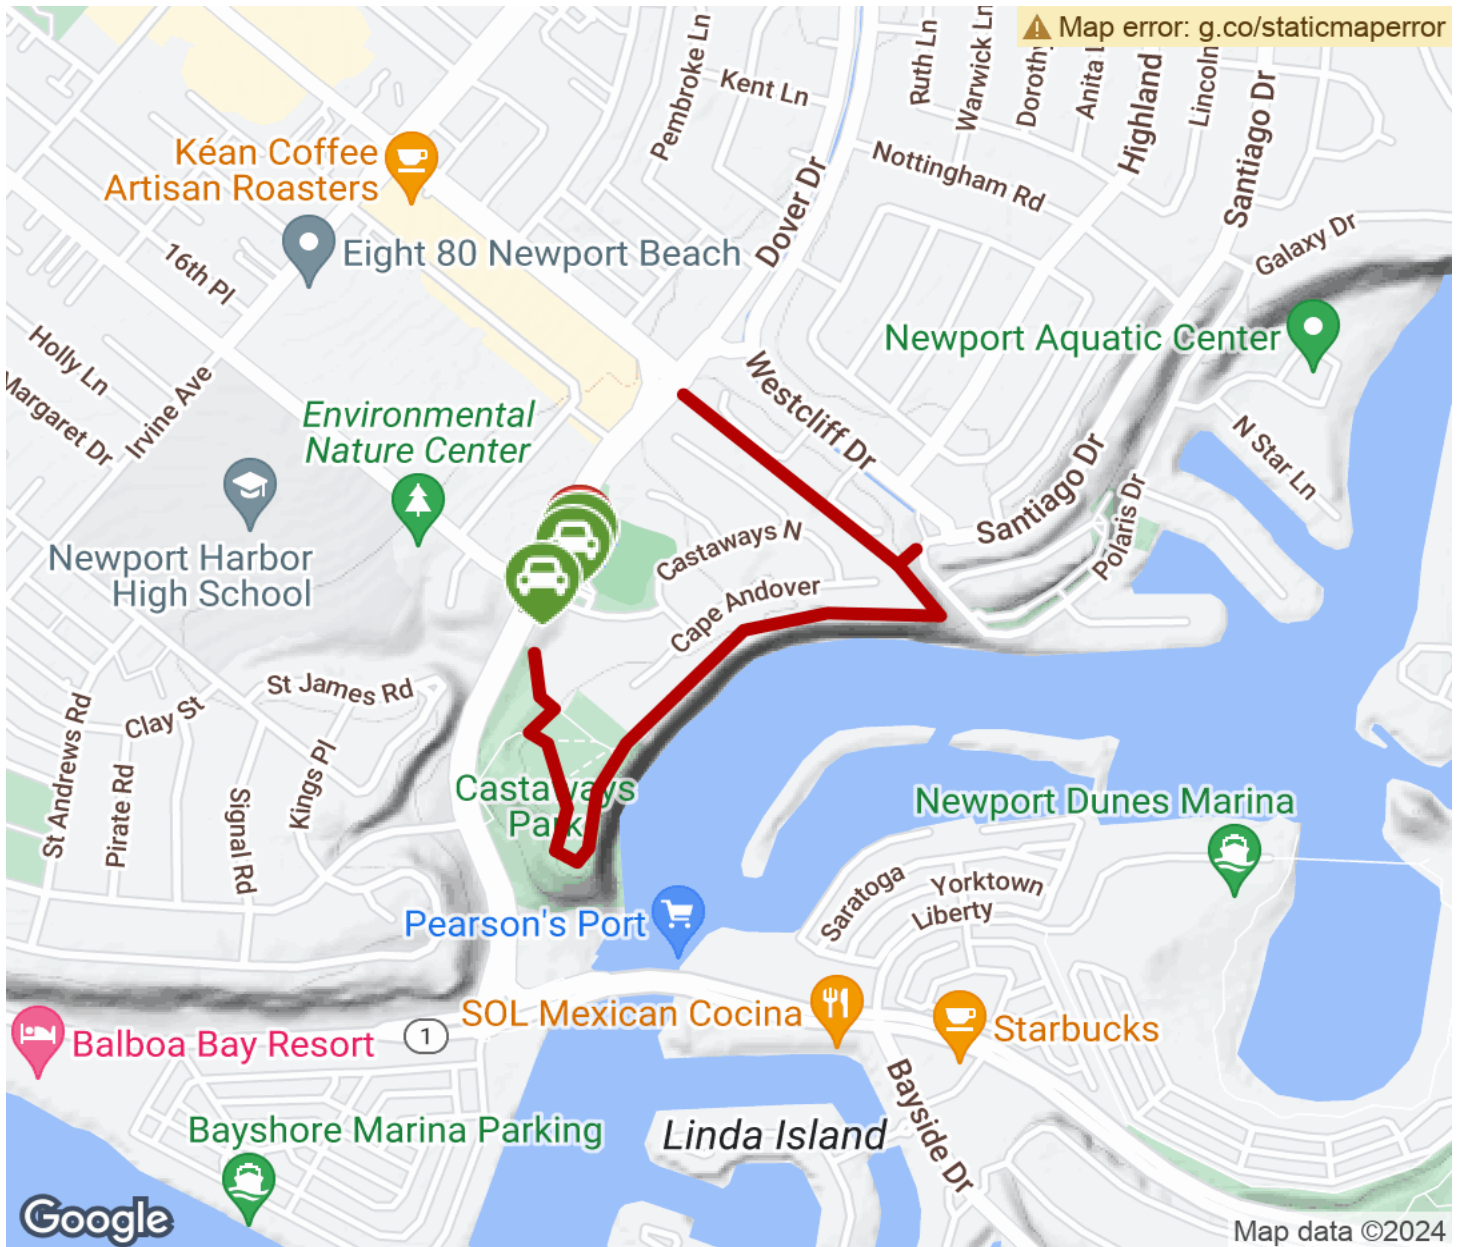 Map error: g.co/staticmaperror
Pembroke Ln
Kent Ln
Ruth Ln
Warwick Ln
Dorothy
Anita L
Highland
Lincoln
Santiago Dr
Kéan Coffee
Artisan Roasters
Nottingham Rd
Dover Dr
Eight 80 Newport Beach
16th Pl
Galaxy Dr
Newport Aquatic Center
Holly Ln
Margaret Dr
Irvine Ave
Westcliff Dr
Environmental
Nature Center
N Star Ln
Santiago Dr
Polaris Dr
Castaways N
Newport Harbor
High School
Cape Andover
St James Rd
Clay St
St Andrews Rd
Pirate Rd
Signal Rd
Kings Pl
Castaways
Park
Newport Dunes Marina
Saratoga
Yorktown
Liberty
Pearson's Port
SOL Mexican Cocina
Starbucks
1
Balboa Bay Resort
Bayside Dr
Bayshore Marina Parking
Linda Island
Google
Map data ©2024